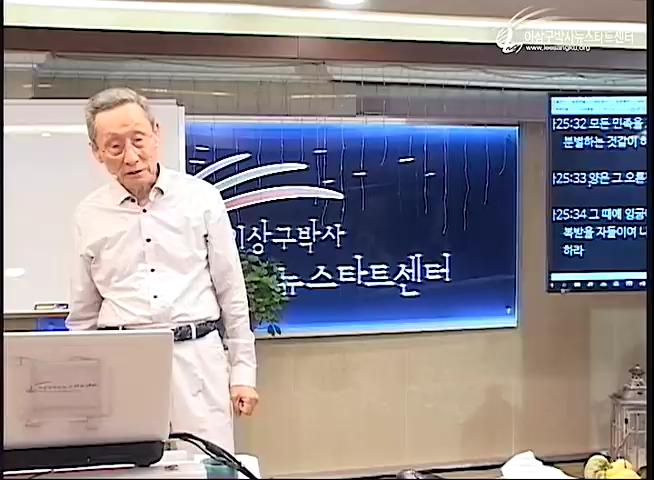 이상구박사뉴스타트센터
www.leesangku.org
25:32 모든 민족을
분별하는 것같이 하
25:33 양은 그 오른
25:34 그 때에 임금
복받을 자들이여 나
하라
이상구박사
뉴스타트센터